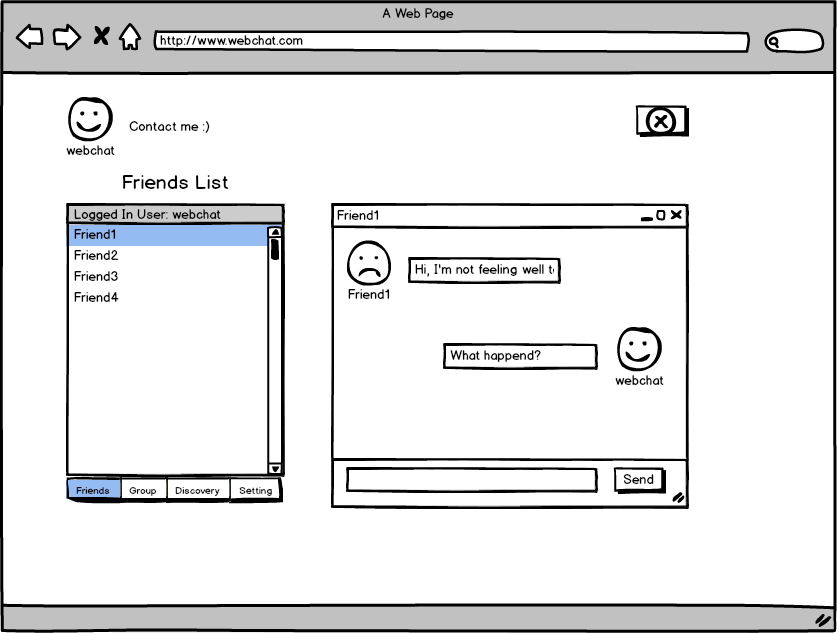 A Web Page
http://www.webchat.com
Contact me :)
webchat
Friends List
Logged In User: webchat
Friend1
Friend2
Friend3
Friend4
Friends Group Discovery Setting
Friend1
Hi, I'm not feeling well t
Friend1
What happend?
webchat
Send